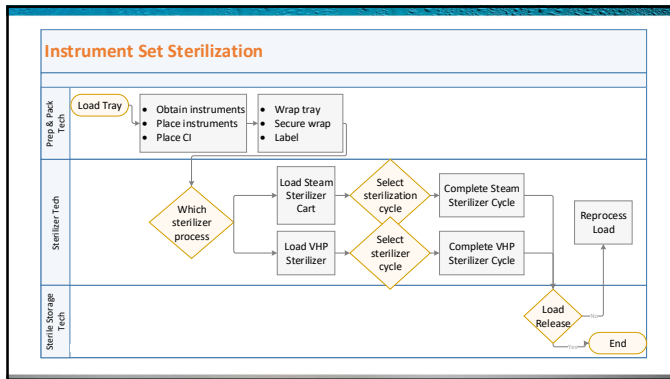 Instrument Set Sterilization
Prep & Pack
Tech
Load Tray
• Obtain instruments
• Place instruments
• Place CI
• Wrap tray
• Secure wrap
• Label
Sterilizer Tech
Which
sterilizer
process
Load Steam
Sterilizer
Cart
Select
sterilization
cycle
Complete Steam
Sterilizer Cycle
Load VHP
Sterilizer
Select
sterilizer
cycle
Complete VHP
Sterilizer Cycle
Reprocess
Load
Sterile Storage
Tech
Load
Release
No
Yes
End